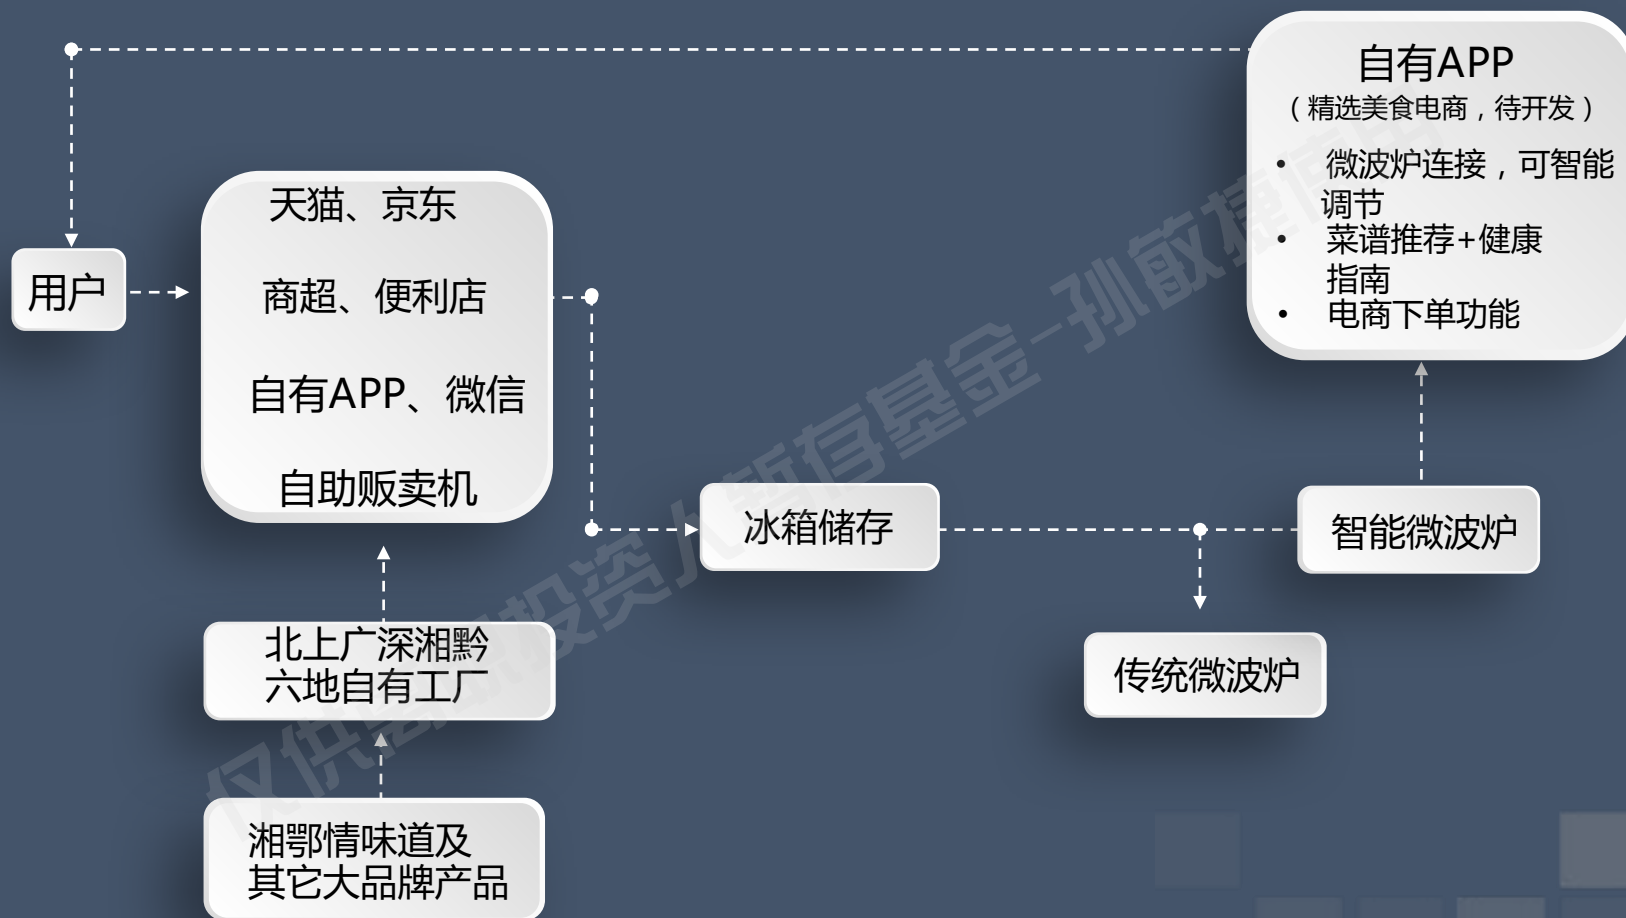 自有APP
(精选美食电商,待开发)
• 微波炉连接,可智能
调节
• 菜谱推荐+健康
指南
• 电商下单功能
天猫、京东
商超、便利店
自有APP、微信
自助贩卖机
用户
冰箱储存
智能微波炉
传统微波炉
北上广深湘黔
六地自有工厂
湘鄂情味道及
其它大品牌产品